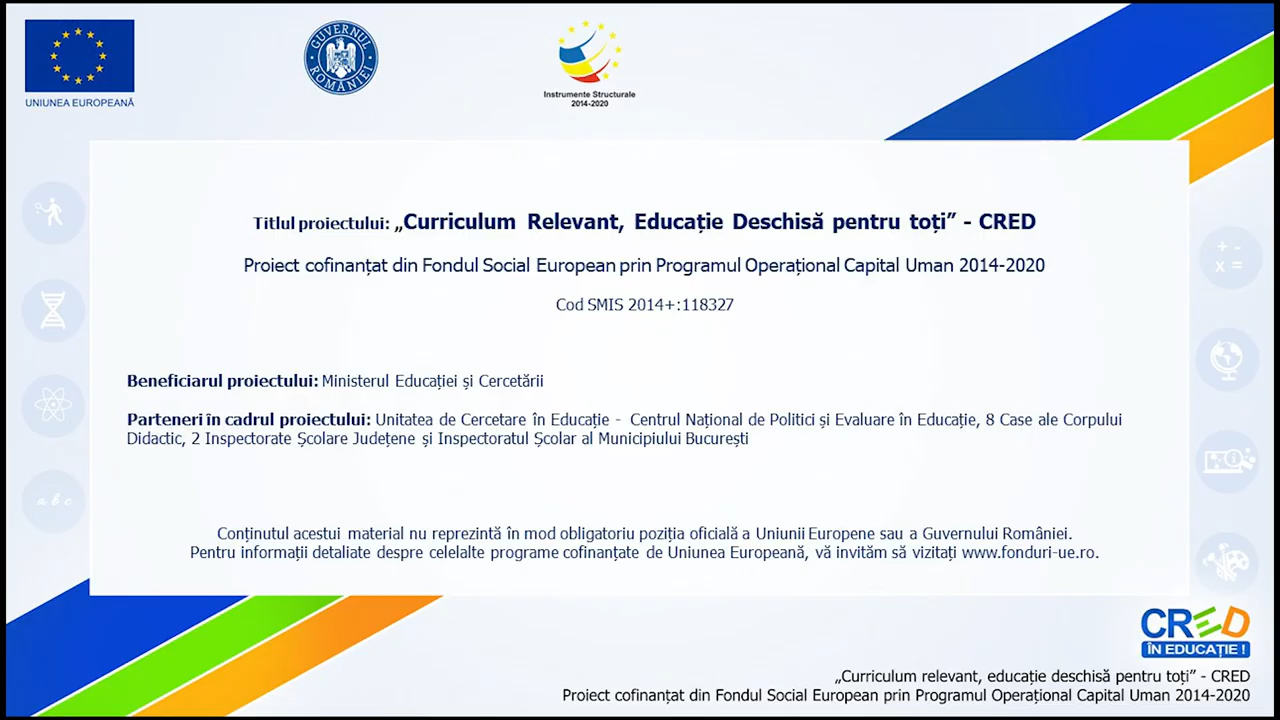 UNIUNEA EUROPEANĂ
GUVERNUL ROMÂNIEI
Instrumente Structurale
2014-2020
Titlul proiectului: „Curriculum Relevant, Educație Deschisă pentru toți” - CRED
Proiect cofinanțat din Fondul Social European prin Programul Operațional Capital Uman 2014-2020
Cod SMIS 2014+:118327
+ -
x =
Beneficiarul proiectului: Ministerul Educației și Cercetării
Parteneri în cadrul proiectului: Unitatea de Cercetare în Educație - Centrul Național de Politici și Evaluare în Educație, 8 Case ale Corpului
Didactic, 2 Inspectorate Școlare Județene și Inspectoratul Școlar al Municipiului București
a b c
Conținutul acestui material nu reprezintă în mod obligatoriu poziția oficială a Uniunii Europene sau a Guvernului României.
Pentru informații detaliate despre celelalte programe cofinanțate de Uniunea Europeană, vă invităm să vizitați www.fonduri-ue.ro.
CRED
ÎN EDUCAȚIE !
„Curriculum relevant, educație deschisă pentru toți” - CRED
Proiect cofinanțat din Fondul Social European prin Programul Operațional Capital Uman 2014-2020